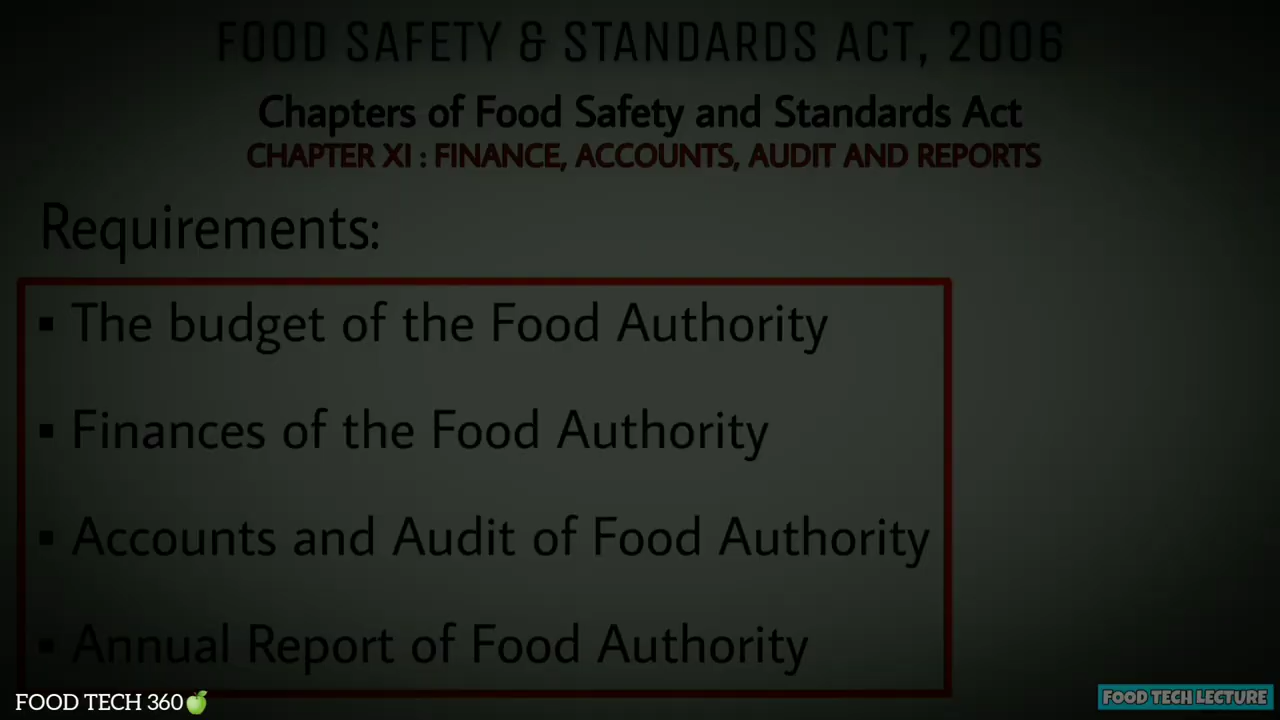 FOOD SAFETY & STANDARDS ACT, 2006
Chapters of Food Safety and Standards Act
CHAPTER XI : FINANCE, ACCOUNTS, AUDIT AND REPORTS
Requirements:
▪ The budget of the Food Authority
▪ Finances of the Food Authority
▪ Accounts and Audit of Food Authority
▪ Annual Report of Food Authority
FOOD TECH 360🍏
FOOD TECH LECTURE